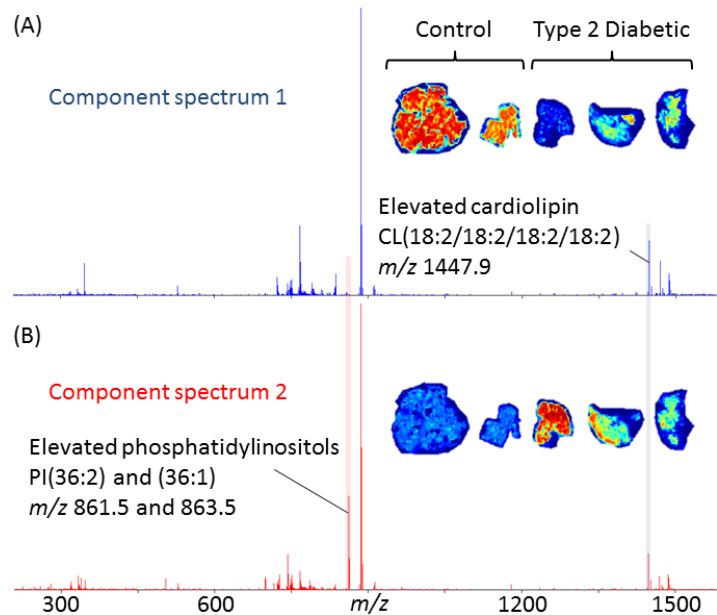 (A)
Control
Type 2 Diabetic
Component spectrum 1
Elevated cardiolipin
CL(18:2/18:2/18:2/18:2)
m/z 1447.9
(B)
Component spectrum 2
Elevated phosphatidylinositols
PI(36:2) and (36:1)
m/z 861.5 and 863.5
300
600
m/z
1200
1500